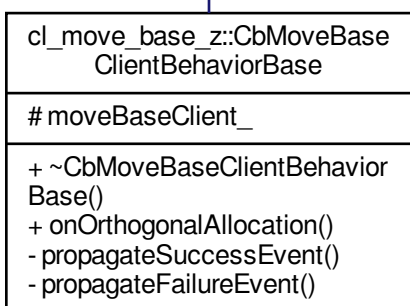 cl_move_base_z::CbMoveBase
ClientBehaviorBase
# moveBaseClient_
+ ~CbMoveBaseClientBehavior
Base()
+ onOrthogonalAllocation()
- propagateSuccessEvent()
- propagateFailureEvent()